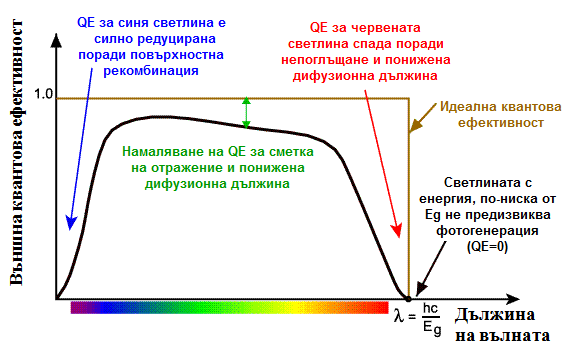 QE за синя светлина е
силно редуцирана
поради повърхностна
рекомбинация
QE за червената
светлина спада поради
непоглъщане и понижена
дифузионна дължина
Външна квантова ефективност
1.0
Идеална квантова
ефективност
Намаляване на QE за сметка
на отражение и понижена
дифузионна дължина
Светлината с
енергия, по-ниска от
Eg не предизвиква
фотогенерация
(QE=0)
λ = hc/Eg
Дължина
на вълната